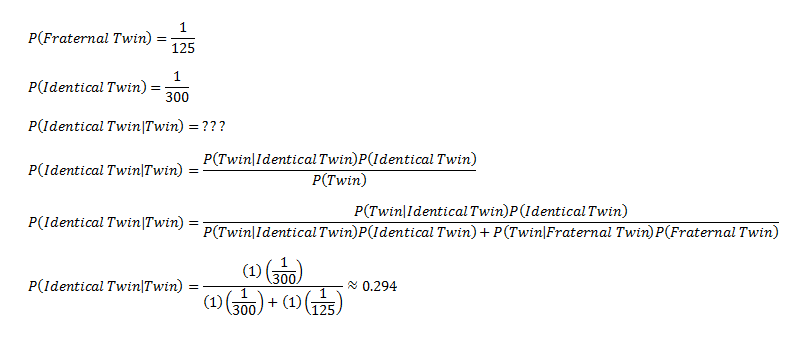 P(Fraternal Twin) = 1/125
P(Identical Twin) = 1/300
P(Identical Twin|Twin) = ???
P(Identical Twin|Twin) = P(Twin|Identical Twin)P(Identical Twin) / P(Twin)
P(Identical Twin|Twin) = P(Twin|Identical Twin)P(Identical Twin) / P(Twin|Identical Twin)P(Identical Twin) + P(Twin|Fraternal Twin)P(Fraternal Twin)
P(Identical Twin|Twin) = (1)(1/300) / (1)(1/300) + (1)(1/125) ≈ 0.294